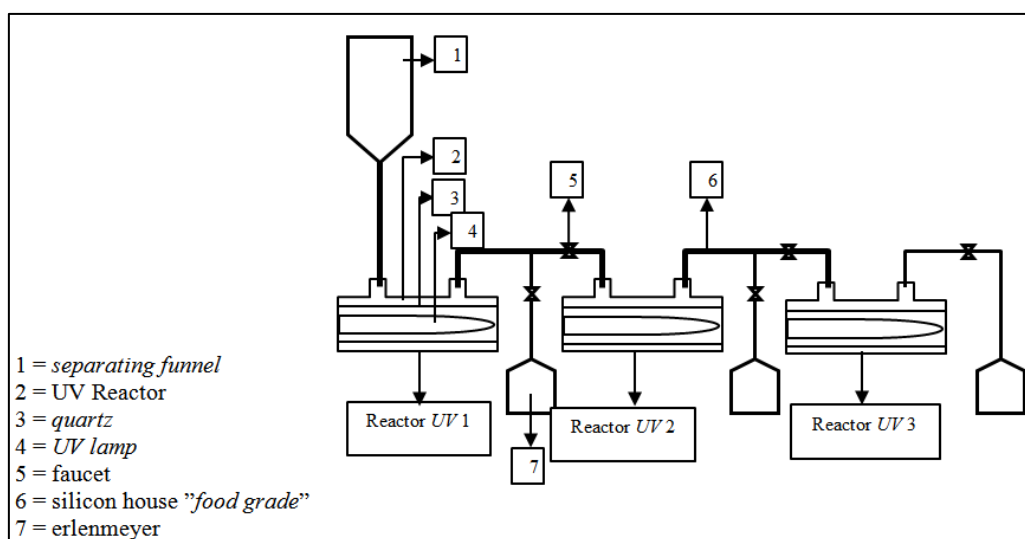 1
2
3
4
5
6
Reactor UV 1
Reactor UV 2
Reactor UV 3
7
1 = separating funnel
2 = UV Reactor
3 = quartz
4 = UV lamp
5 = faucet
6 = silicon house ”food grade”
7 = erlenmeyer